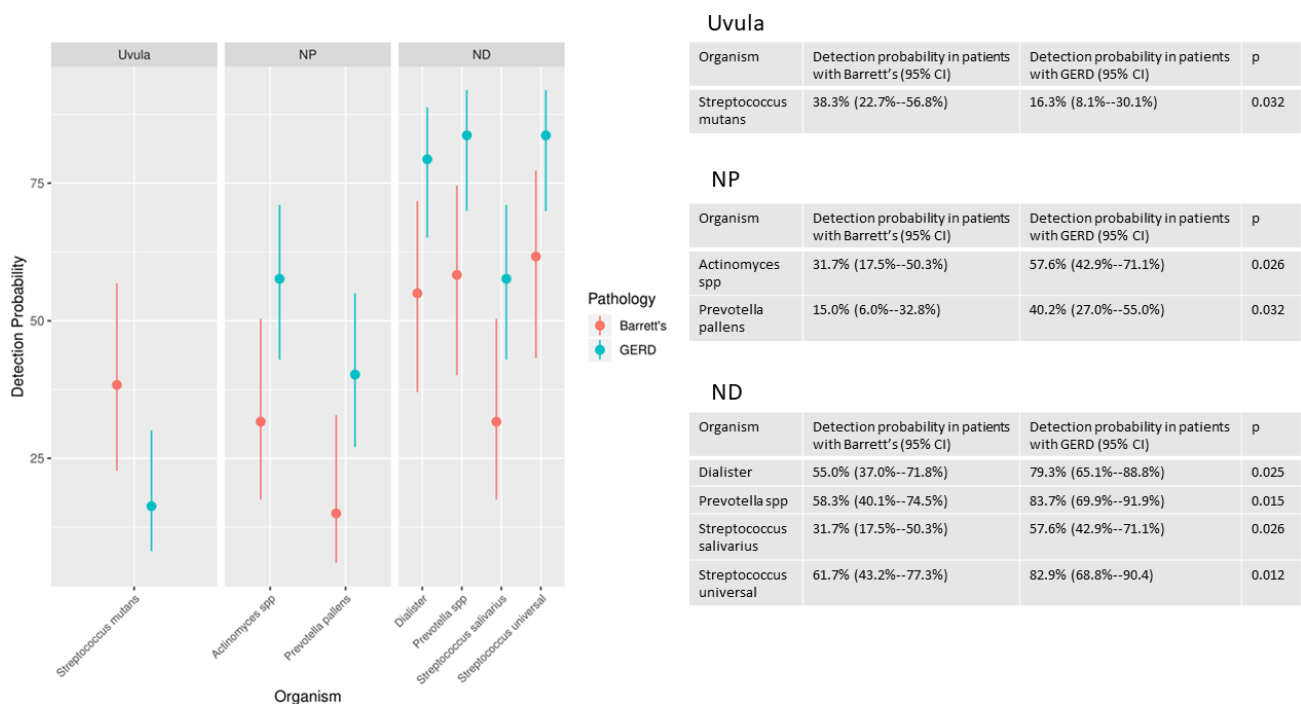 Uvula
NP
ND
75
50
25
Detection Probability
Streptococcus mutans
Actinomyces spp
Prevotella pallens
Dialister
Prevotella spp
Streptococcus salivarius
Streptococcus universal
Organism
Pathology
Barrett's
GERD
Uvula
Organism
Detection probability in patients
with Barrett's (95% CI)
Detection probability in patients
with GERD (95% CI)
p
Streptococcus
mutans
38.3% (22.7%--56.8%)
16.3% (8.1%--30.1%)
0.032
NP
Organism
Detection probability in patients
with Barrett's (95% CI)
Detection probability in patients
with GERD (95% CI)
p
Actinomyces
spp
31.7% (17.5%--50.3%)
57.6% (42.9%--71.1%)
0.026
Prevotella
pallens
15.0% (6.0%--32.8%)
40.2% (27.0%--55.0%)
0.032
ND
Organism
Detection probability in patients
with Barrett's (95% CI)
Detection probability in patients
with GERD (95% CI)
p
Dialister
55.0% (37.0%--71.8%)
79.3% (65.1%--88.8%)
0.025
Prevotella spp
58.3% (40.1%--74.5%)
83.7% (69.9%--91.9%)
0.015
Streptococcus
salivarius
31.7% (17.5%--50.3%)
57.6% (42.9%--71.1%)
0.026
Streptococcus
universal
61.7% (43.2%--77.3%)
82.9% (68.8%--90.4)
0.012